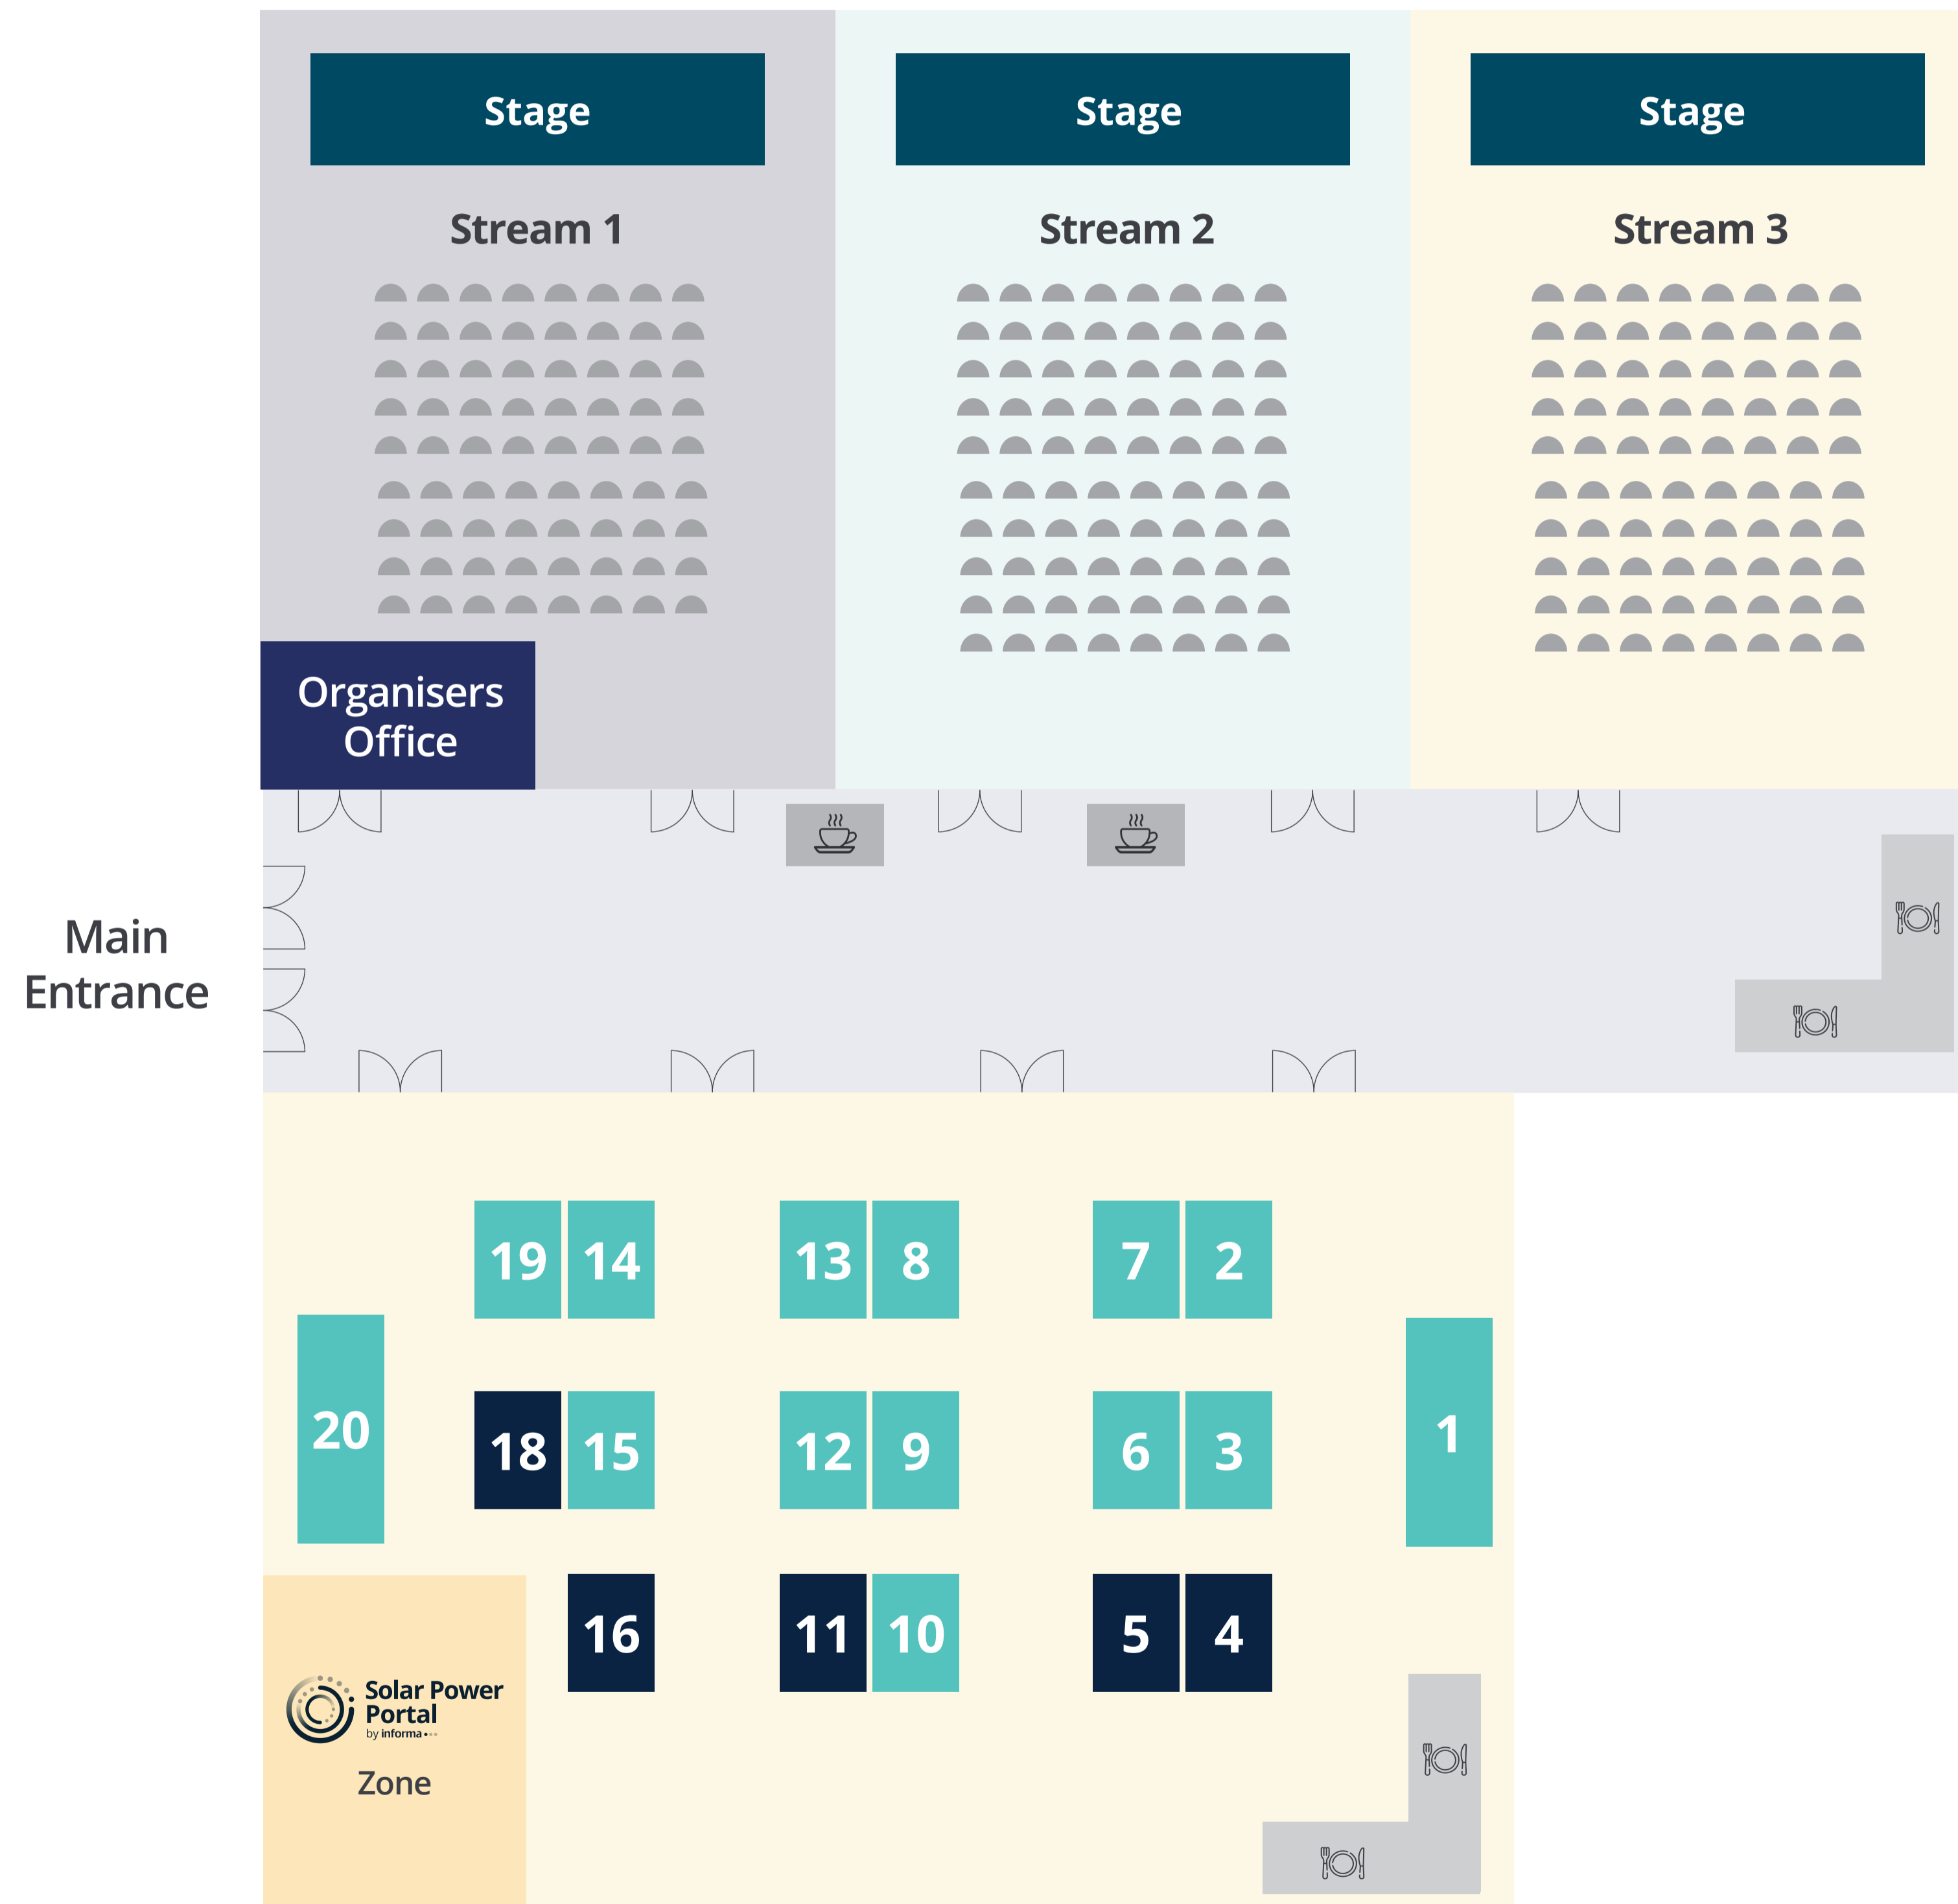 Stage
Stage
Stage
Stream 1
Stream 2
Stream 3
Organisers
Office
Main
Entrance
19
14
13
8
7
2
20
18
15
12
9
6
3
1
16
11
10
5
4
Solar Power
Portal
by informa
Zone